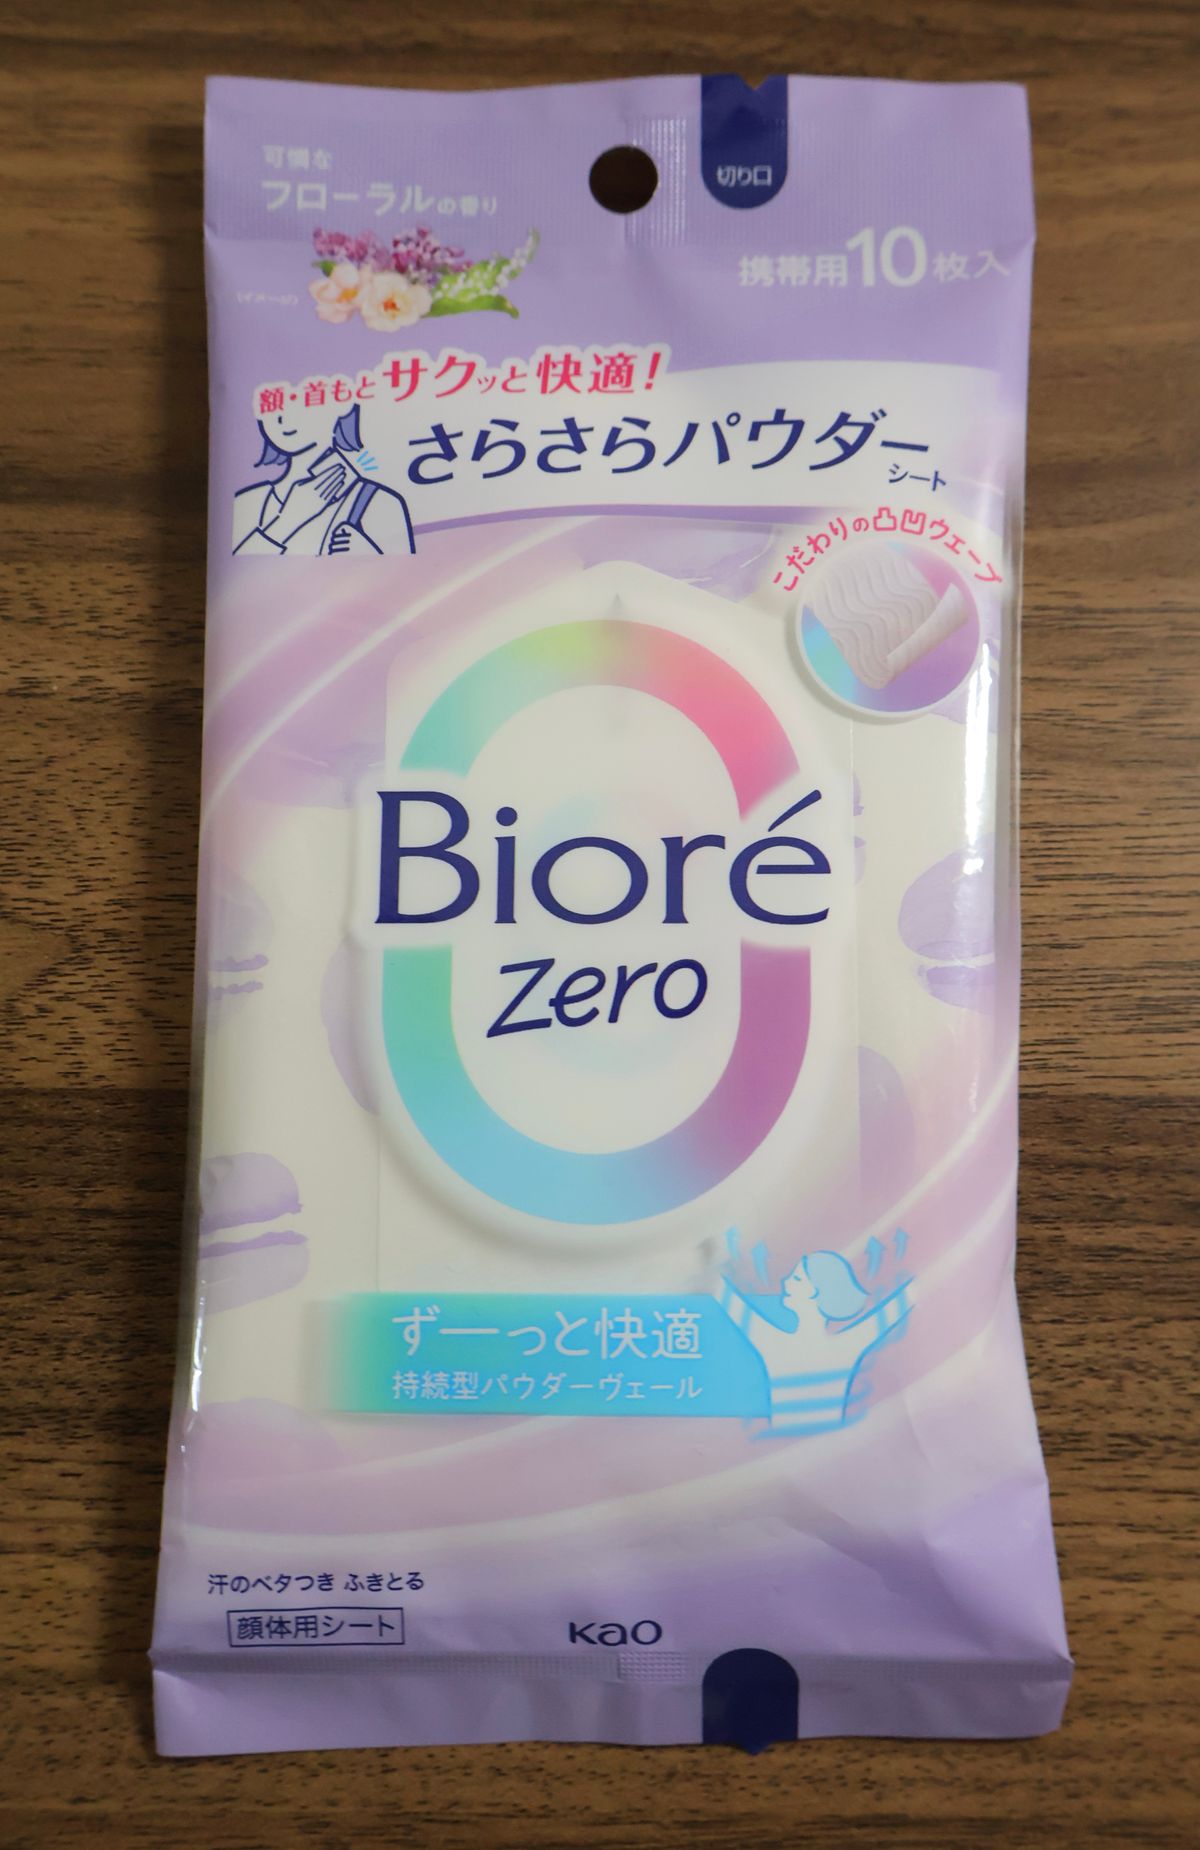 可憐な
フローラルの香り
切り口
携帯用10枚入
(イメージ)
額・首もとサクッと快適!
さらさらパウダー
シート
こだわりの凸凹ウェーブ
Bioré
zero
ずーっと快適
持続型パウダーヴェール
汗のベタつき ふきとる
顔体用シート
Kao